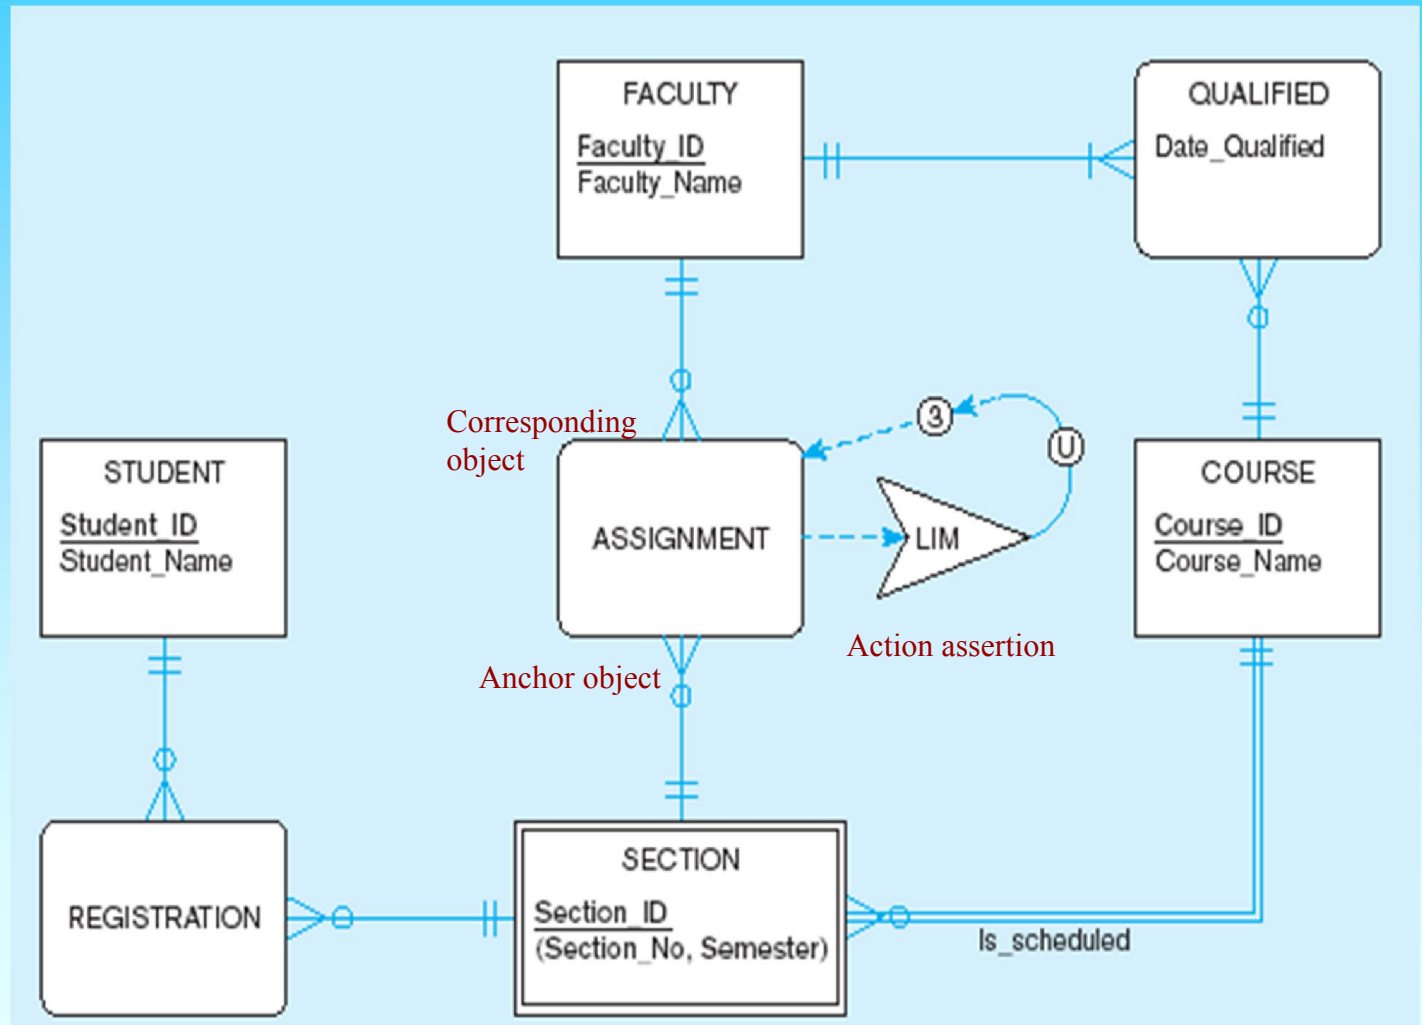 FACULTY
Faculty_ID
Faculty_Name
QUALIFIED
Date_Qualified
Corresponding
object
3
U
STUDENT
Student_ID
Student_Name
ASSIGNMENT
LIM
COURSE
Course_ID
Course_Name
Action assertion
Anchor object
REGISTRATION
SECTION
Section_ID
(Section_No, Semester)
Is_scheduled